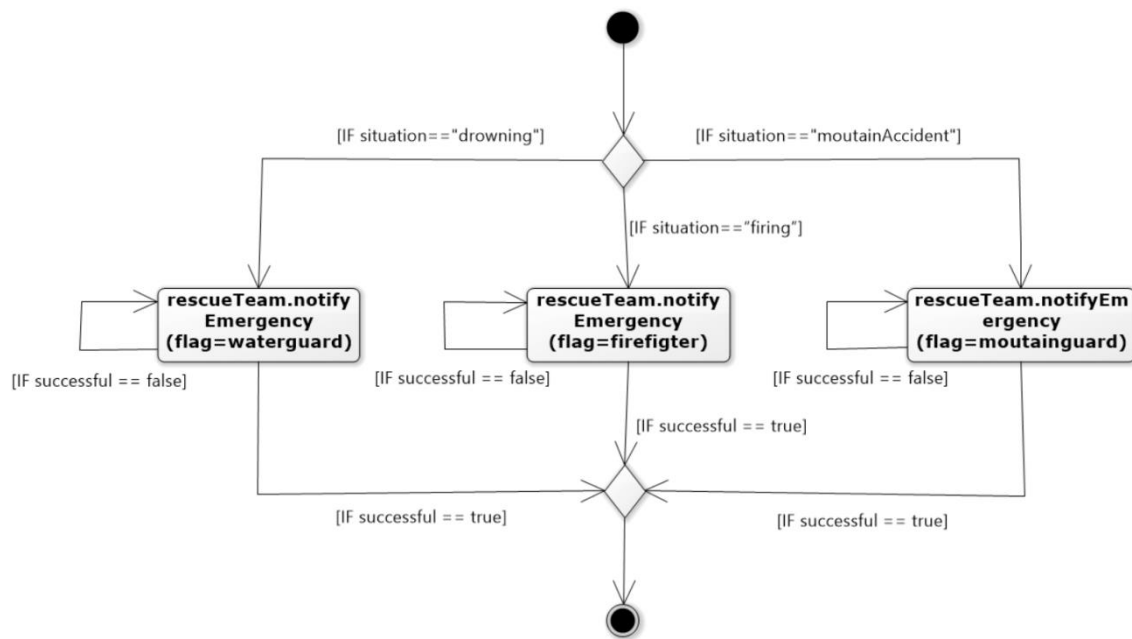 [IF situation=="drowning"]
[IF situation=="moutainAccident"]
[IF situation=="firing"]
rescueTeam.notify
Emergency
(flag=waterguard)
rescueTeam.notify
Emergency
(flag=firefigter)
rescueTeam.notifyEm
ergency
(flag=moutainguard)
[IF successful == false]
[IF successful == false]
[IF successful == false]
[IF successful == true]
[IF successful == true]
[IF successful == true]